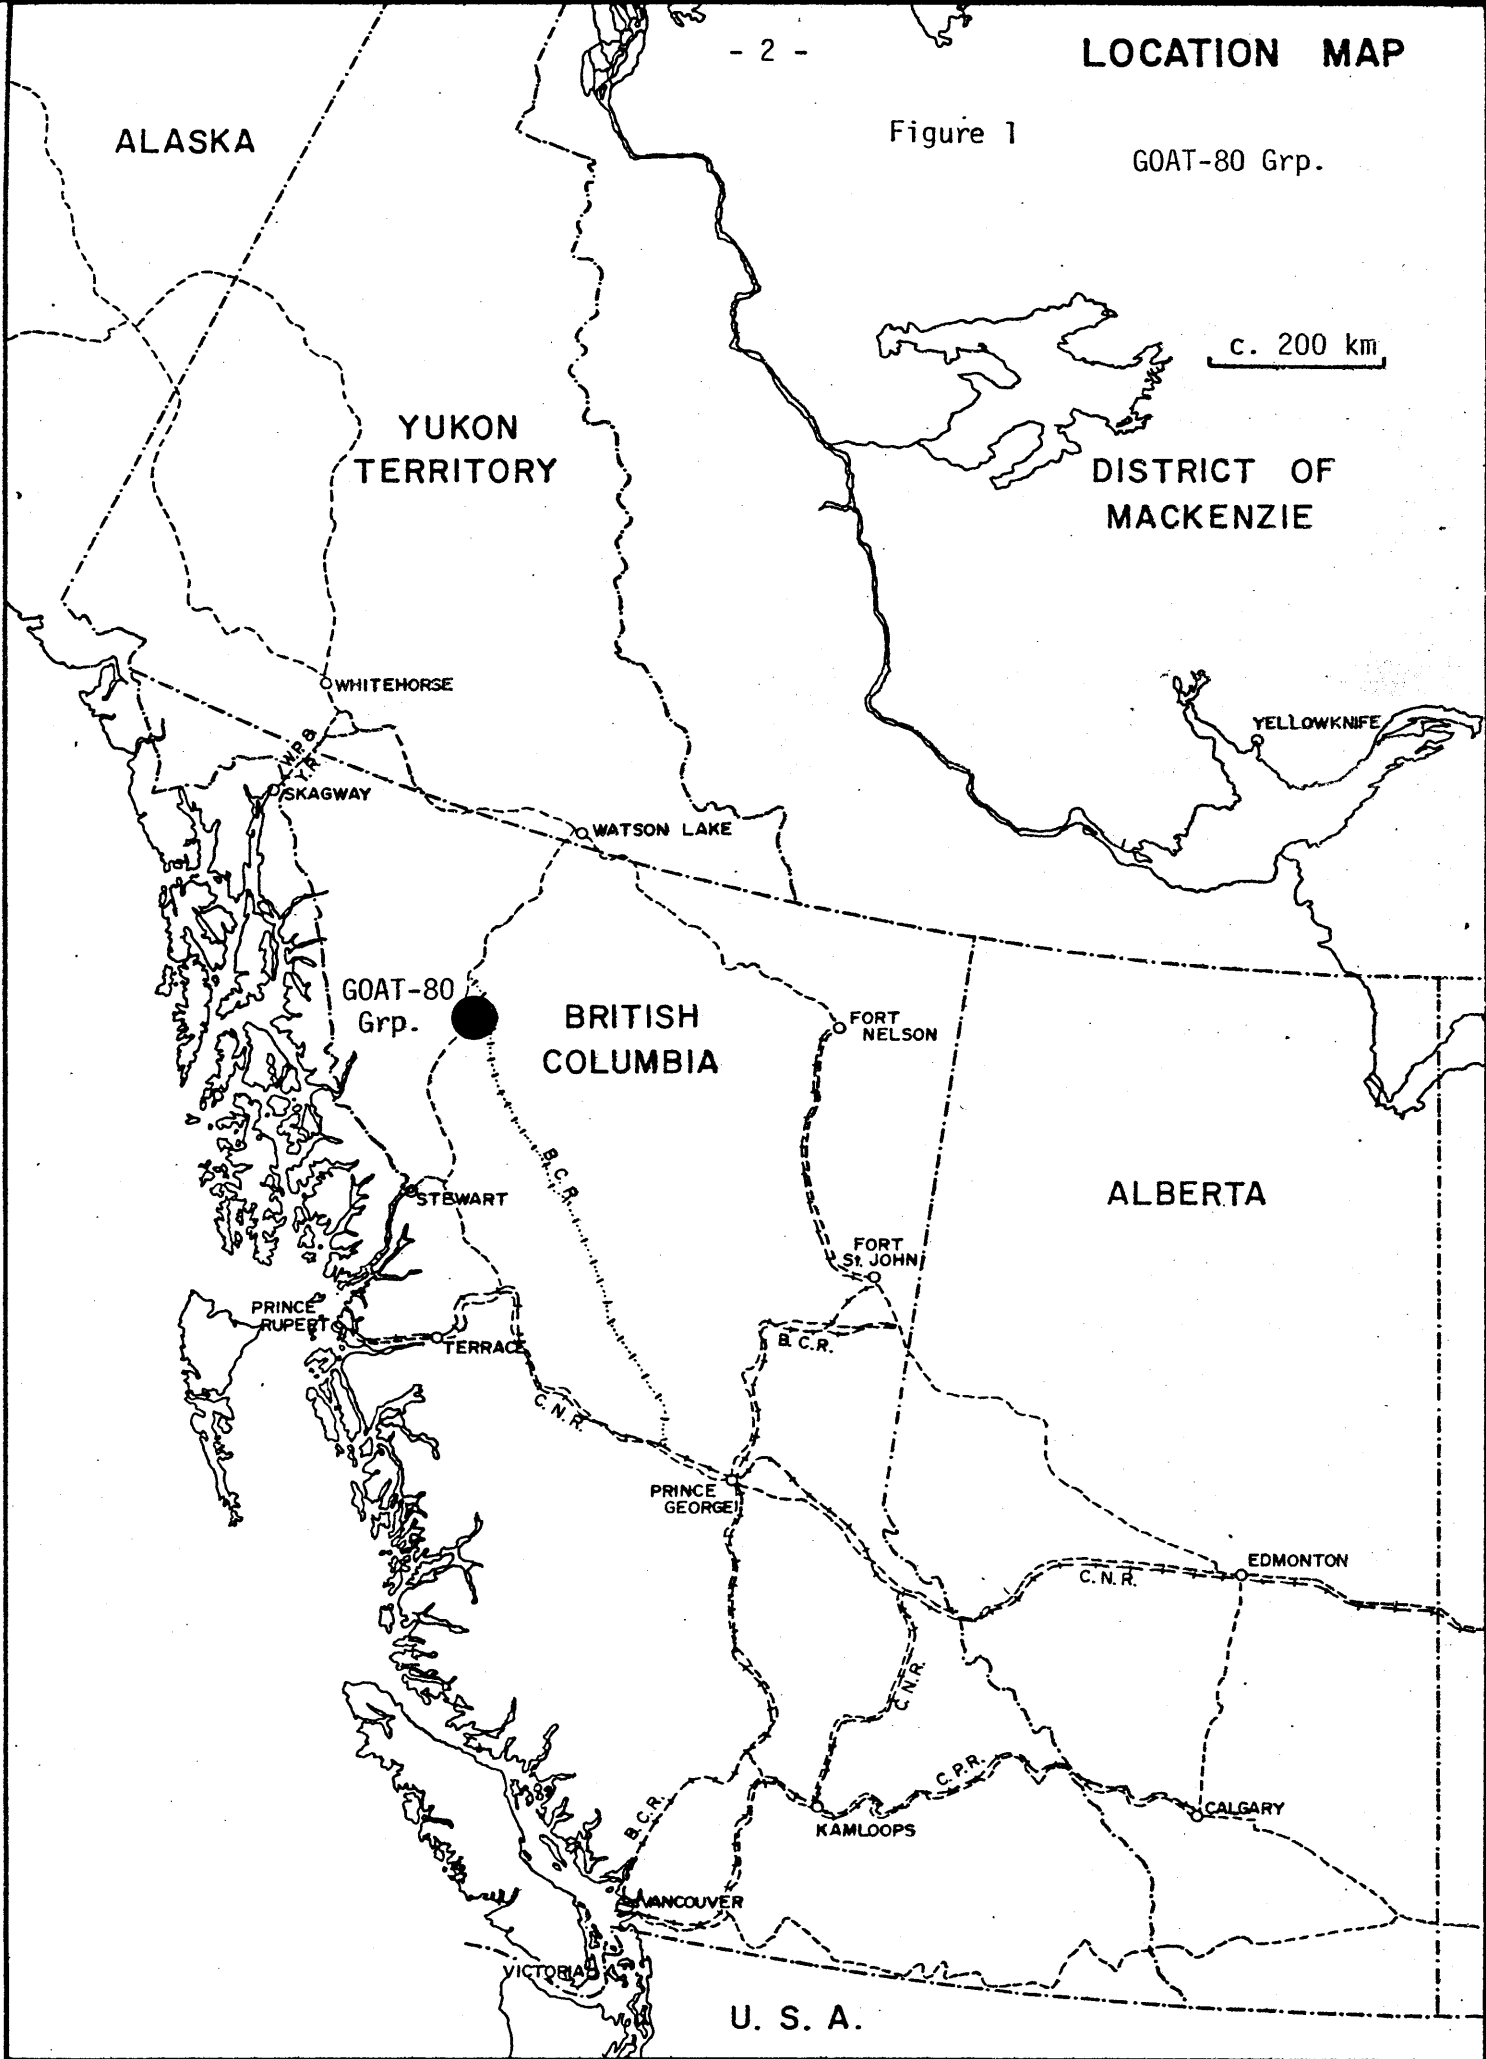 - 2 -
LOCATION MAP
Figure 1
GOAT-80 Grp.
ALASKA
c. 200 km
YUKON
TERRITORY
DISTRICT OF
MACKENZIE
WHITEHORSE
YELLOWKNIFE
W.P. &
Y.R.
SKAGWAY
WATSON LAKE
GOAT-80
Grp.
BRITISH
COLUMBIA
FORT
NELSON
B.C.R.
STEWART
ALBERTA
FORT
St. JOHN
PRINCE
RUPERT
TERRACE
B.C.R.
C.N.R.
PRINCE
GEORGE
EDMONTON
C.N.R.
C.N.R.
C.P.R.
B.C.R.
KAMLOOPS
CALGARY
VANCOUVER
VICTORIA
U. S. A.